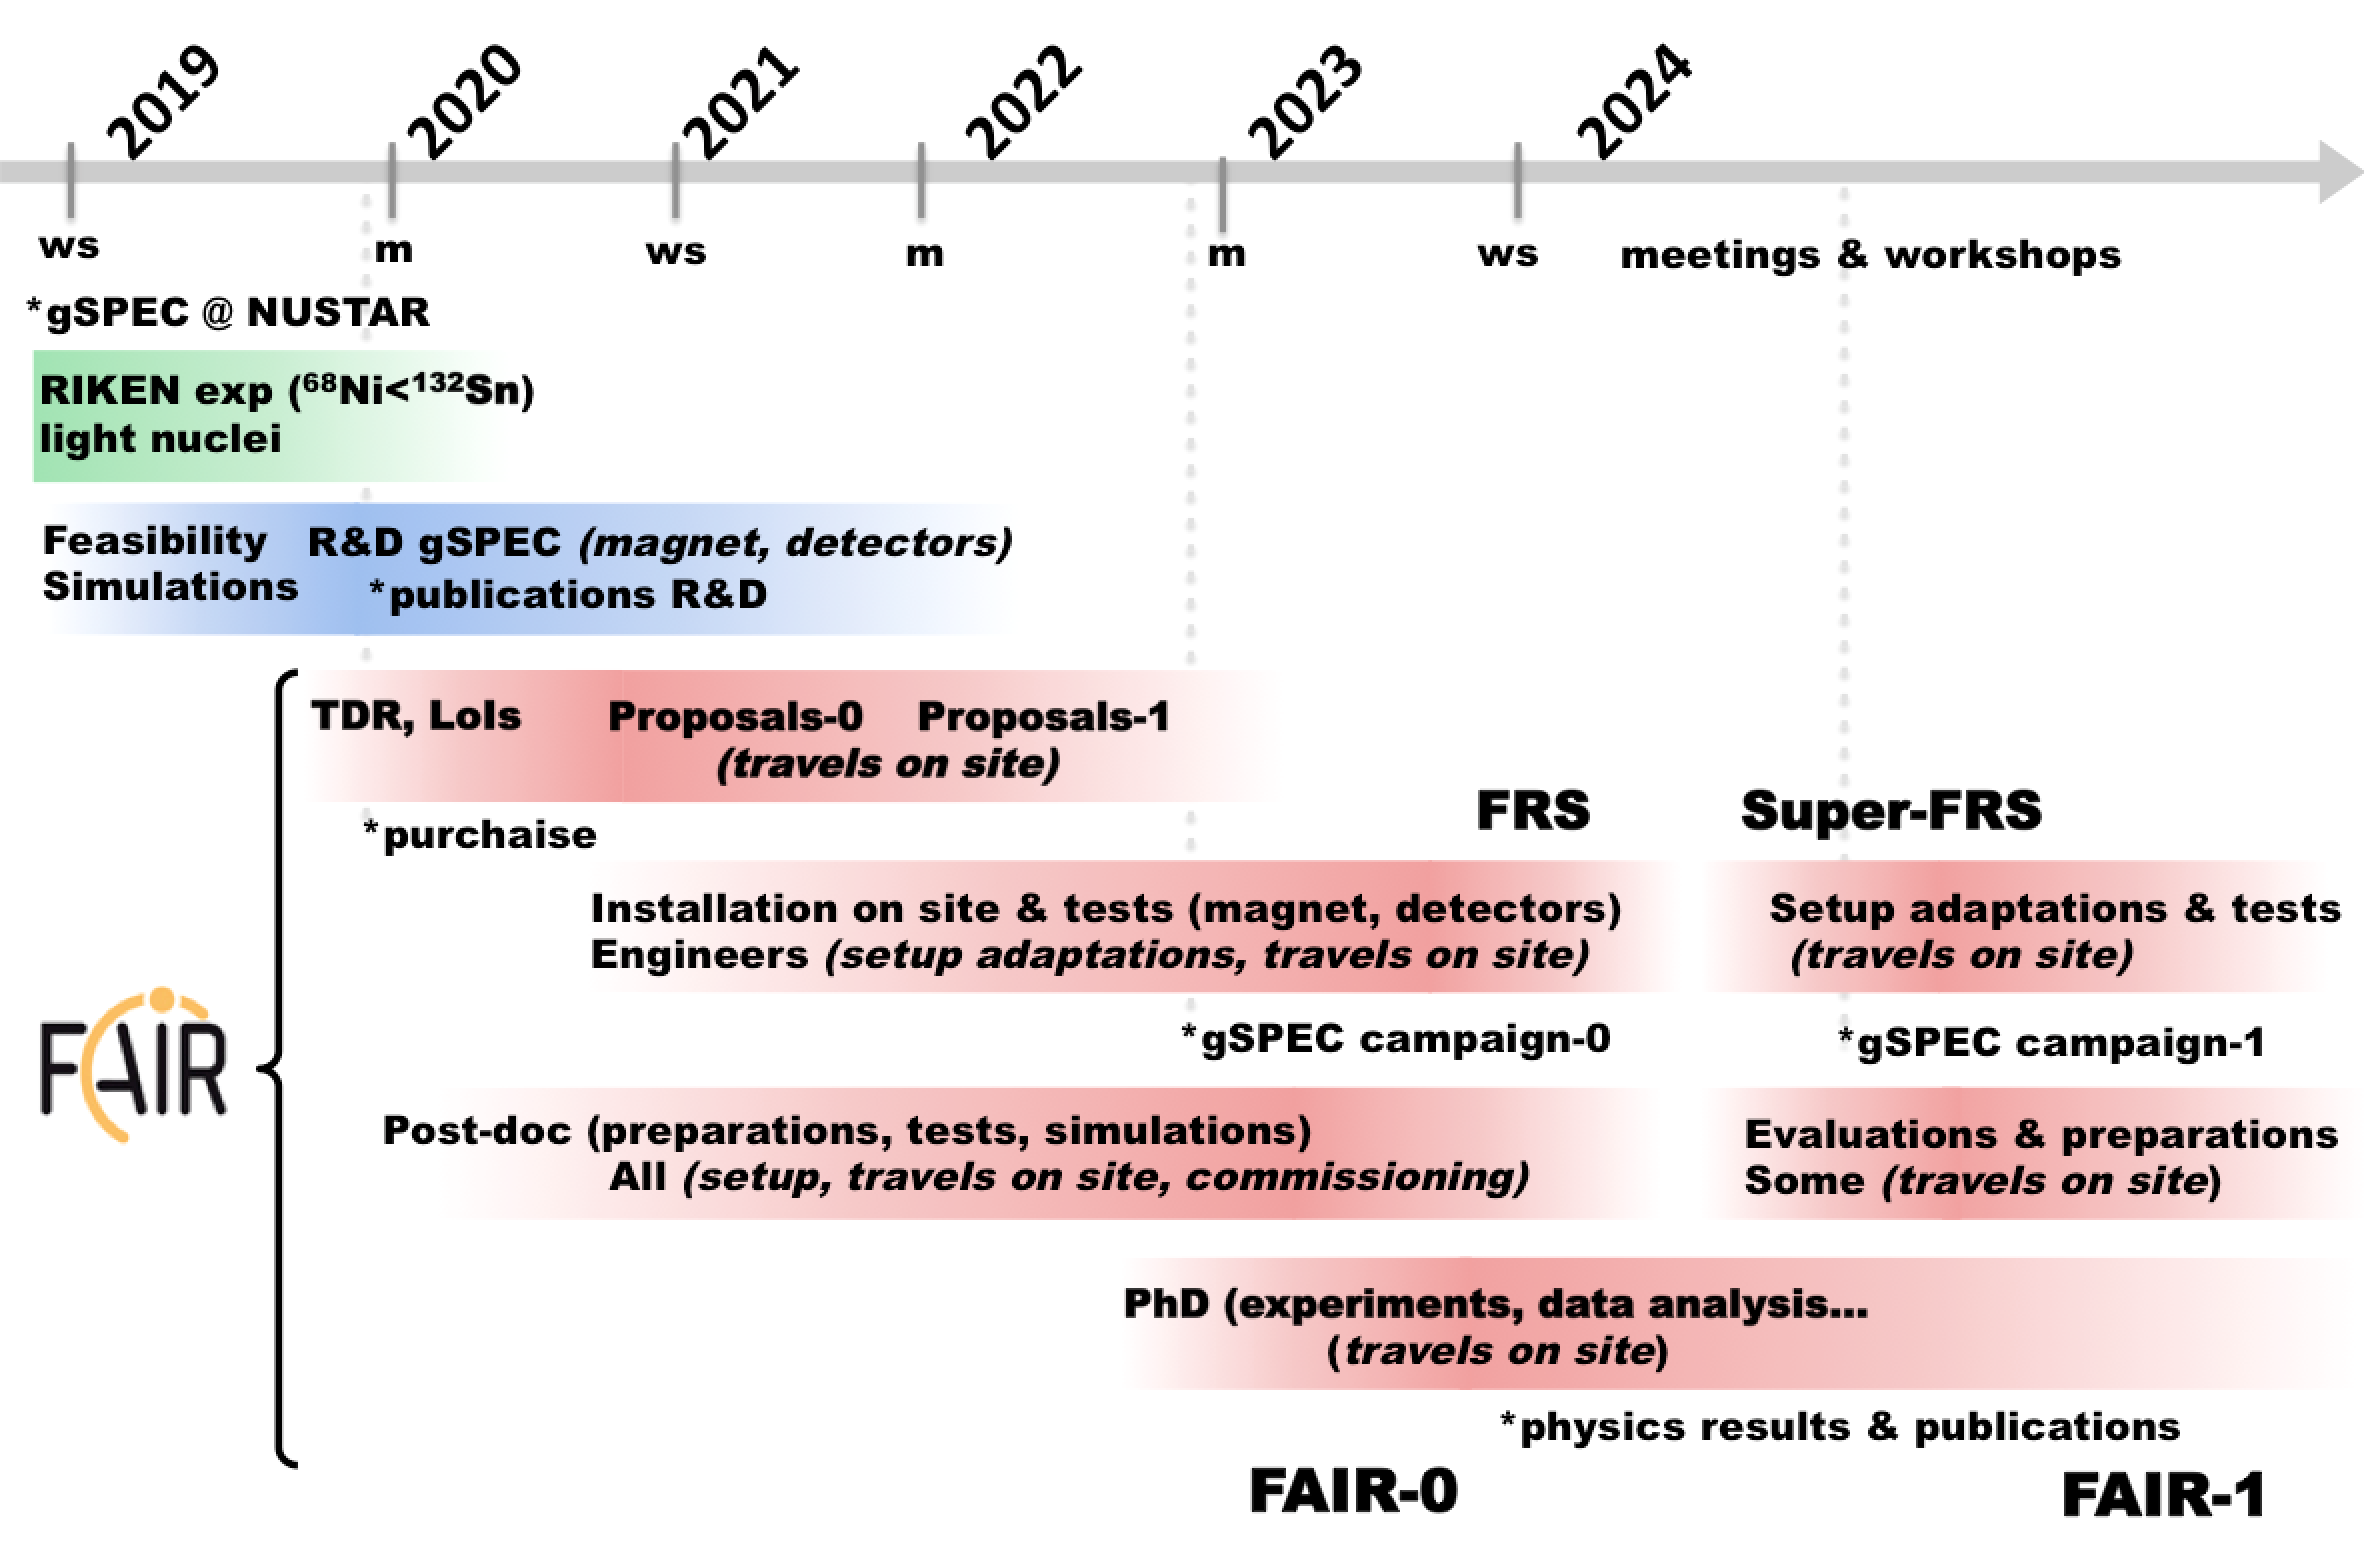 2019 2020 2021 2022 2023 2024
ws m ws m m ws meetings & workshops
*gSPEC @ NUSTAR
RIKEN exp (⁶⁸Ni<¹³²Sn)
light nuclei
Feasibility R&D gSPEC (magnet, detectors)
Simulations *publications R&D
TDR, LoIs Proposals-0 Proposals-1
(travels on site)
FRS Super-FRS
*purchaise
Installation on site & tests (magnet, detectors)
Engineers (setup adaptations, travels on site)
Setup adaptations & tests
(travels on site)
FAIR
*gSPEC campaign-0 *gSPEC campaign-1
Post-doc (preparations, tests, simulations)
All (setup, travels on site, commissioning)
Evaluations & preparations
Some (travels on site)
PhD (experiments, data analysis...
(travels on site)
*physics results & publications
FAIR-0 FAIR-1